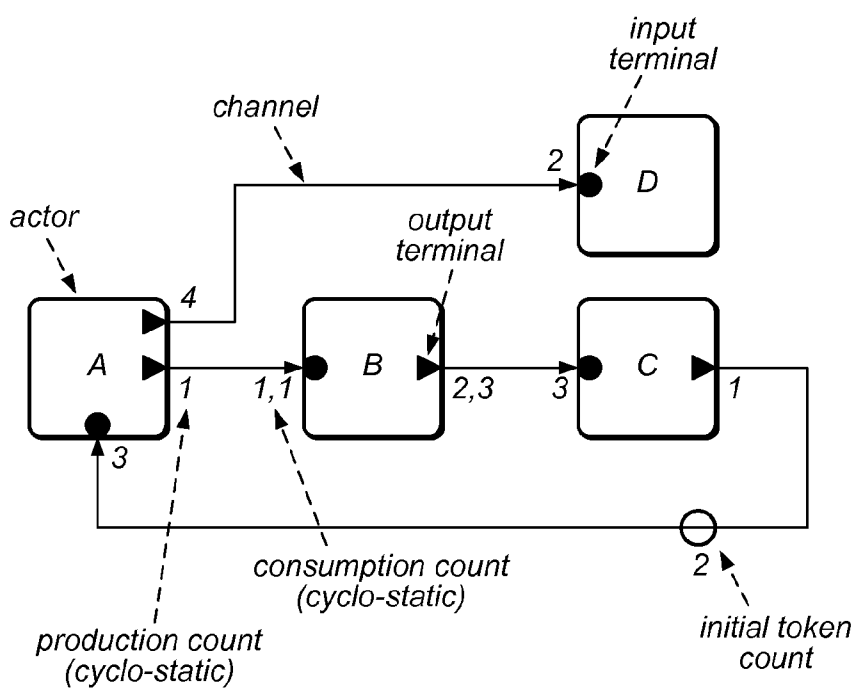 input
terminal
channel
2
D
actor
output
terminal
4
A
1
1,1
B
2,3
3
C
1
3
2
consumption count
(cyclo-static)
production count
(cyclo-static)
initial token
count